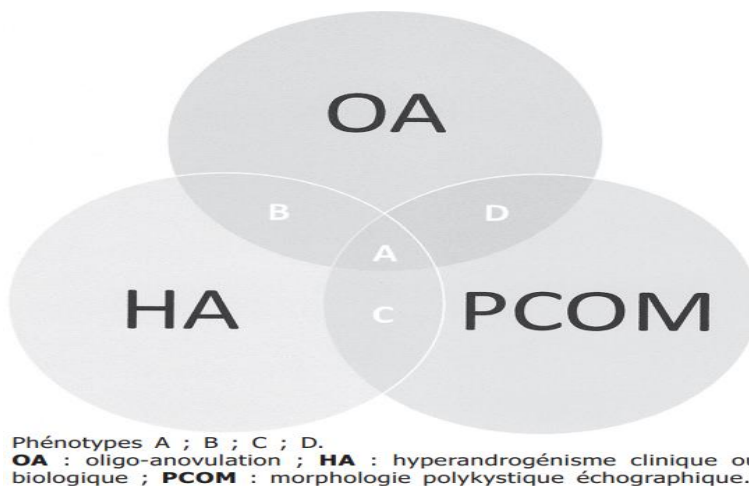 OA
B
D
A
HA
C
PCOM
Phénotypes A ; B ; C ; D.
OA : oligo-anovulation ; HA : hyperandrogénisme clinique ou
biologique ; PCOM : morphologie polykystique échographique.